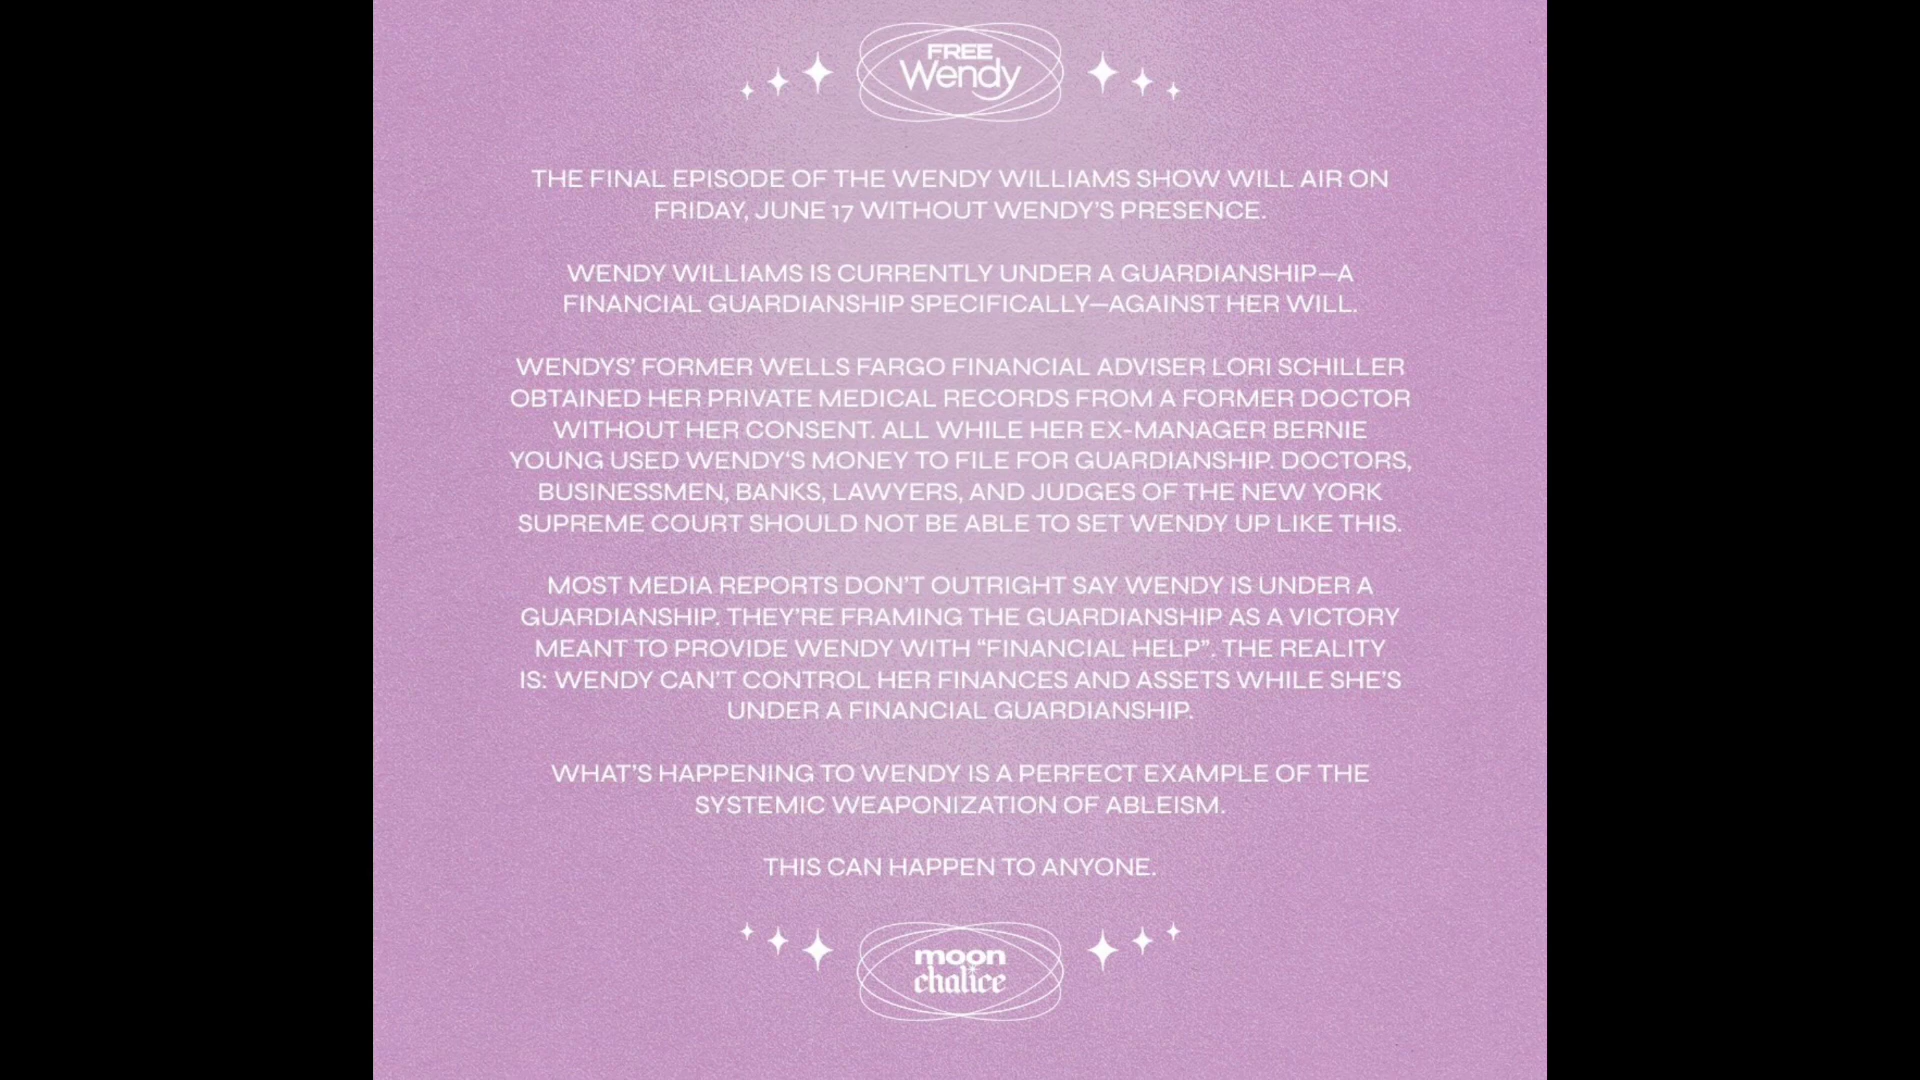 FREE
Wendy
THE FINAL EPISODE OF THE WENDY WILLIAMS SHOW WILL AIR ON
FRIDAY, JUNE 17 WITHOUT WENDY'S PRESENCE.
WENDY WILLIAMS IS CURRENTLY UNDER A GUARDIANSHIP—A
FINANCIAL GUARDIANSHIP SPECIFICALLY—AGAINST HER WILL.
WENDYS' FORMER WELLS FARGO FINANCIAL ADVISER LORI SCHILLER
OBTAINED HER PRIVATE MEDICAL RECORDS FROM A FORMER DOCTOR
WITHOUT HER CONSENT. ALL WHILE HER EX-MANAGER BERNIE
YOUNG USED WENDY‘S MONEY TO FILE FOR GUARDIANSHIP. DOCTORS,
BUSINESSMEN, BANKS, LAWYERS, AND JUDGES OF THE NEW YORK
SUPREME COURT SHOULD NOT BE ABLE TO SET WENDY UP LIKE THIS.
MOST MEDIA REPORTS DON'T OUTRIGHT SAY WENDY IS UNDER A
GUARDIANSHIP. THEY'RE FRAMING THE GUARDIANSHIP AS A VICTORY
MEANT TO PROVIDE WENDY WITH “FINANCIAL HELP”. THE REALITY
IS: WENDY CAN'T CONTROL HER FINANCES AND ASSETS WHILE SHE'S
UNDER A FINANCIAL GUARDIANSHIP.
WHAT'S HAPPENING TO WENDY IS A PERFECT EXAMPLE OF THE
SYSTEMIC WEAPONIZATION OF ABLEISM.
THIS CAN HAPPEN TO ANYONE.
moon
chalice